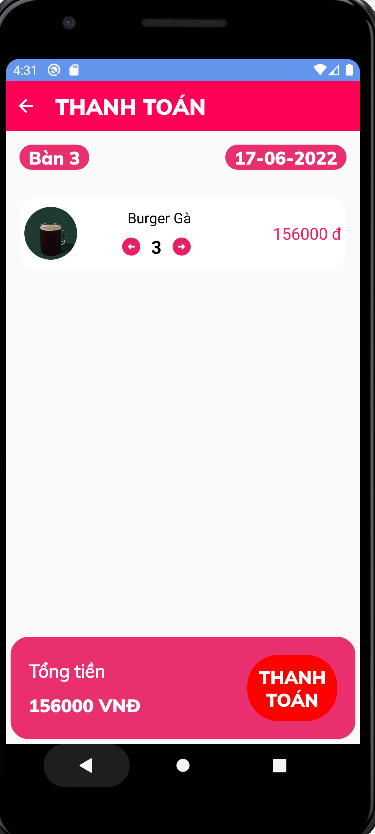 4:31
THANH TOÁN
Bàn 3
17-06-2022
Burger Gà
3
156000 đ
Tổng tiền
156000 VNĐ
THANH
TOÁN